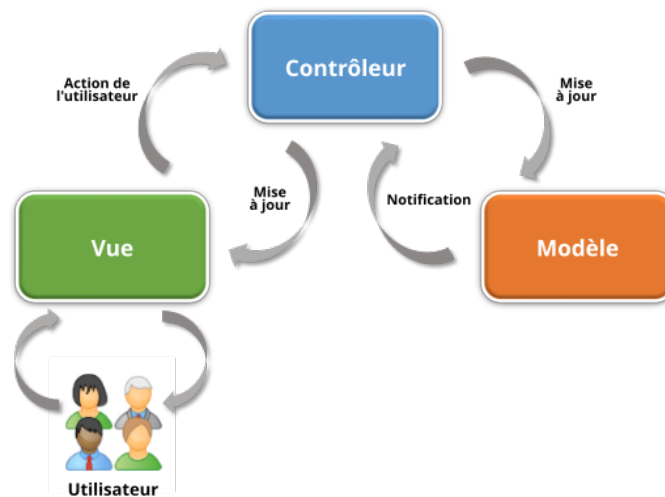 Contrôleur
Action de
l'utilisateur
Mise
à jour
Mise
à jour
Notification
Vue
Modèle
Utilisateur